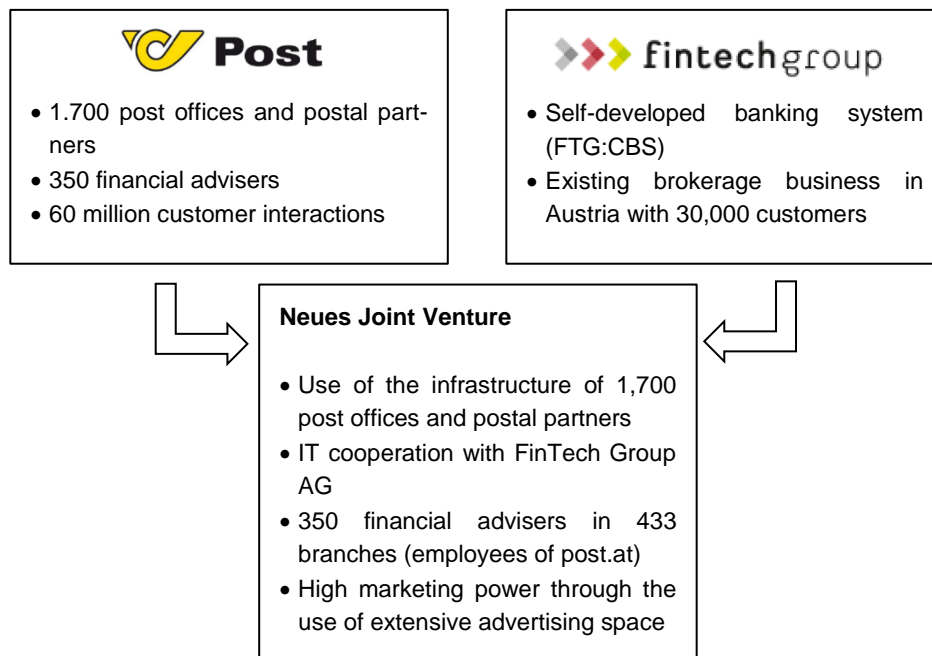 Post
• 1.700 post offices and postal part-
ners
• 350 financial advisers
• 60 million customer interactions
fintechgroup
• Self-developed banking system
(FTG:CBS)
• Existing brokerage business in
Austria with 30,000 customers
Neues Joint Venture
• Use of the infrastructure of 1,700
post offices and postal partners
• IT cooperation with FinTech Group
AG
• 350 financial advisers in 433
branches (employees of post.at)
• High marketing power through the
use of extensive advertising space